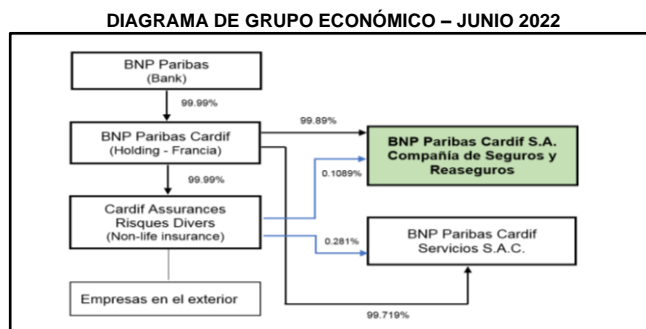 DIAGRAMA DE GRUPO ECONÓMICO – JUNIO 2022
BNP Paribas
(Bank)
99.99%
99.89%
BNP Paribas Cardif
(Holding - Francia)
BNP Paribas Cardif S.A.
Compañía de Seguros y
Reaseguros
99.99%
0.1089%
Cardif Assurances
Risques Divers
(Non-life insurance)
0.281%
BNP Paribas Cardif
Servicios S.A.C.
Empresas en el exterior
99.719%